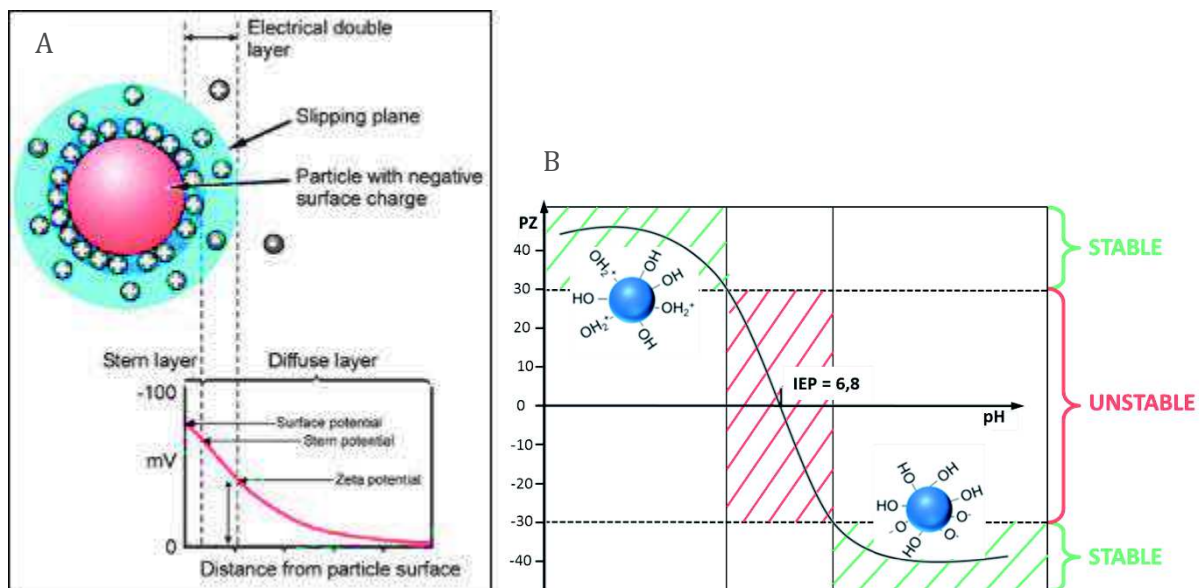 A
Electrical double
layer
Slipping plane
Particle with negative
surface charge
Stern layer
Diffuse layer
-100
mV
0
Surface potential
Stern potential
Zeta potential
Distance from particle surface
B
PZ
40
30
20
10
0
-10
-20
-30
-40
OH₂⁺
OH
OH
HO
OH₂⁺
OH₂⁺
OH
IEP = 6,8
pH
HO
OH
HO
OH
O⁻
O⁻
HO
O⁻
STABLE
UNSTABLE
STABLE